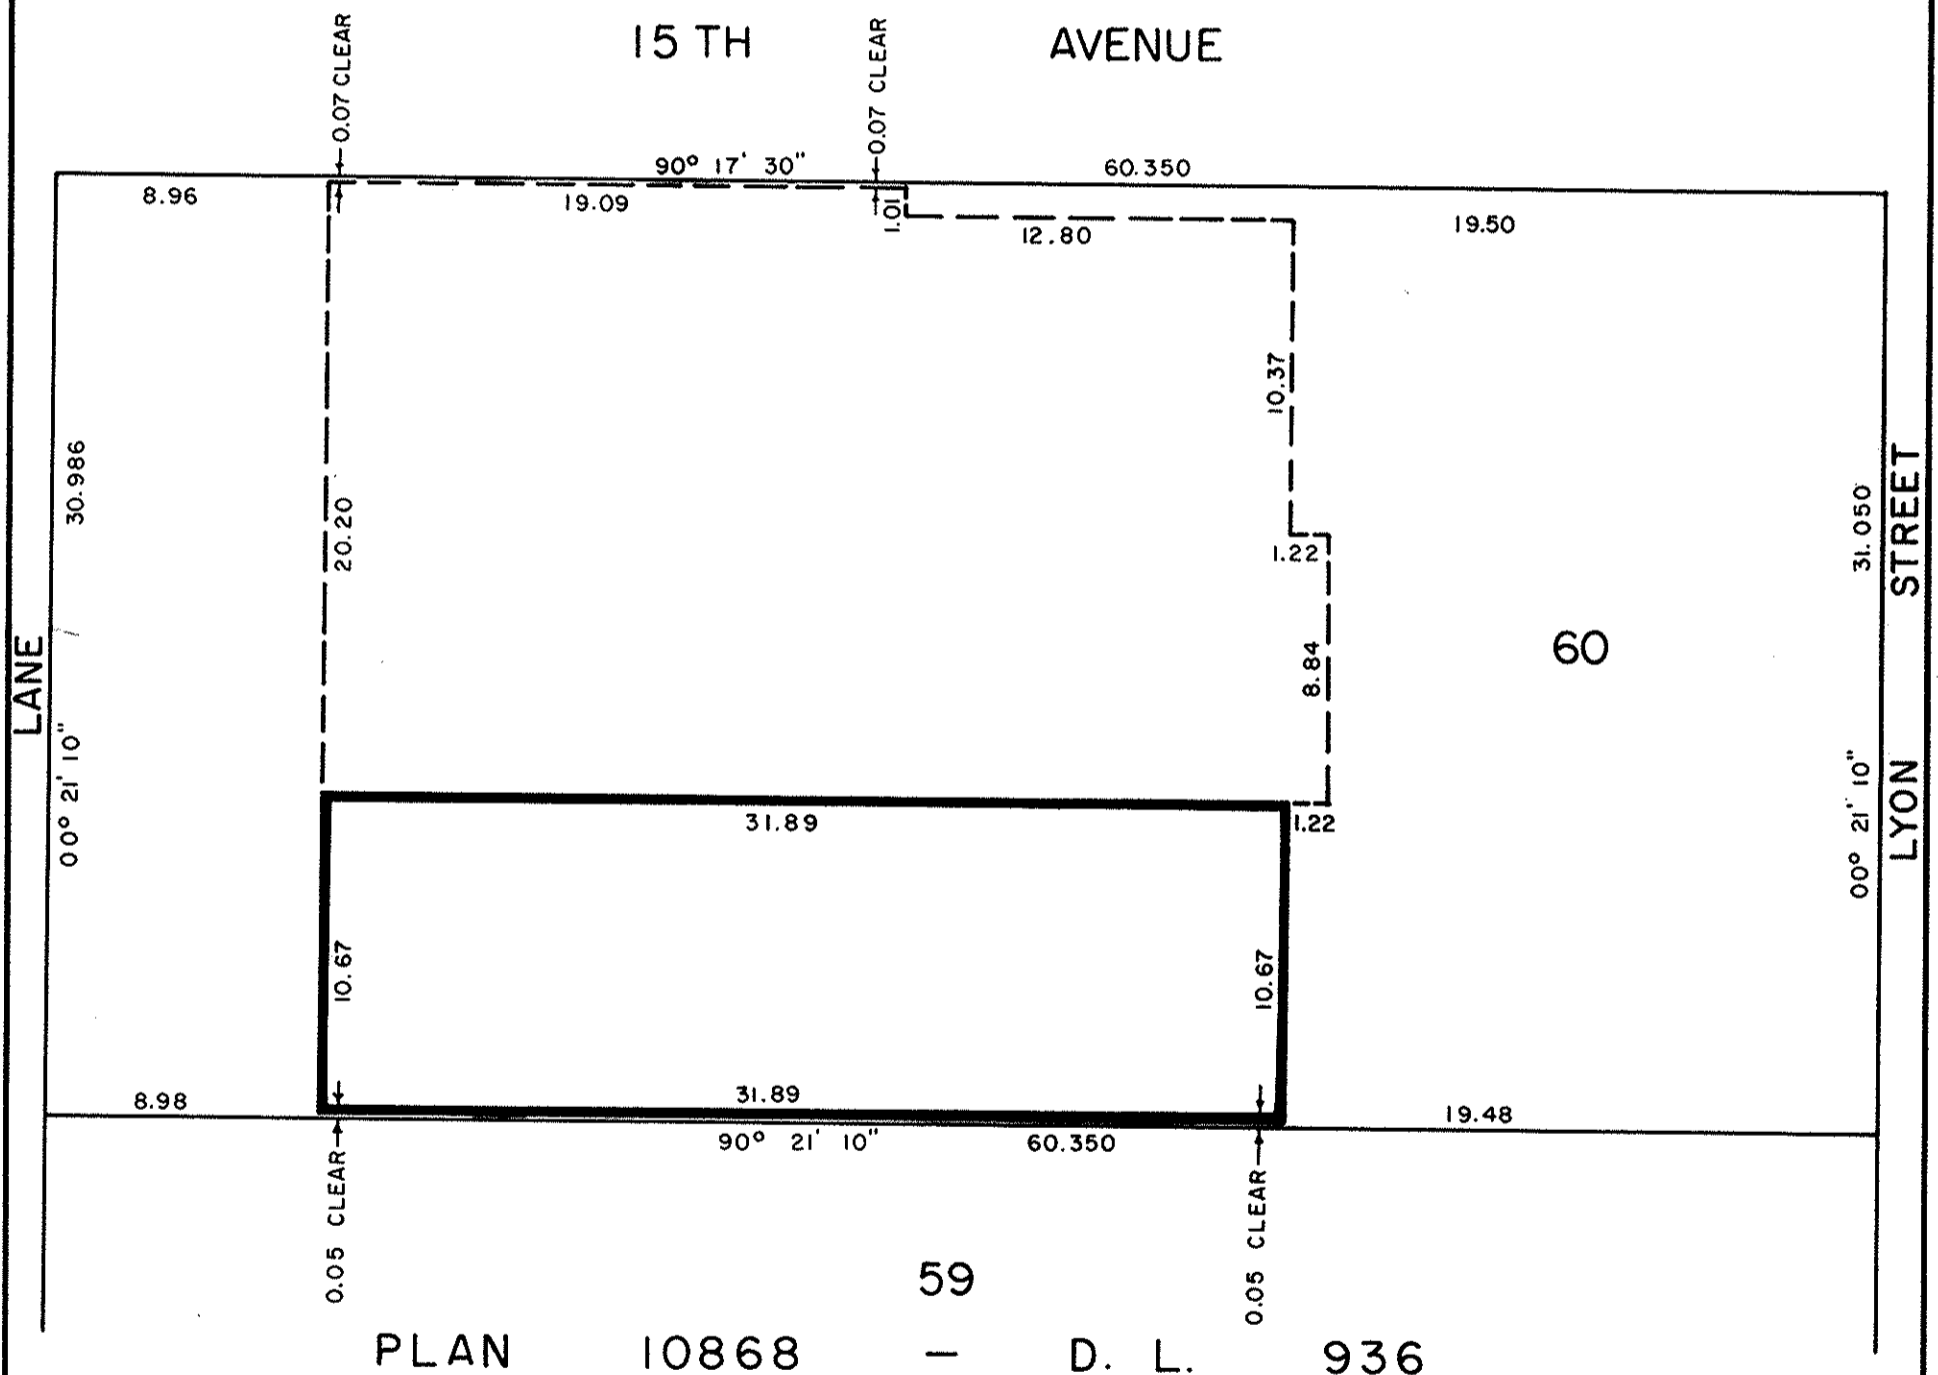 15 TH AVENUE
0.07 CLEAR
0.07 CLEAR
90° 17' 30"
60.350
8.96
19.09
1.01
12.80
19.50
10.37
30.986
20.20
1.22
31.050
STREET
LANE
60
8.84
00° 21' 10"
00° 21' 10"
LYON
31.89
1.22
10.67
10.67
8.98
31.89
19.48
90° 21' 10"
60.350
0.05 CLEAR
0.05 CLEAR
59
PLAN 10868 - D. L. 936